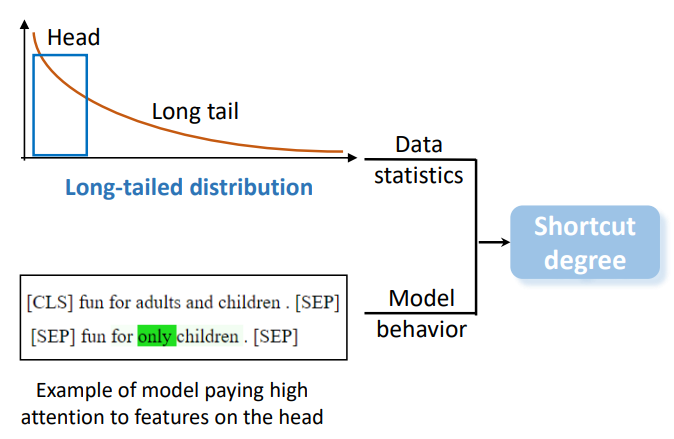 Head
Long tail
Long-tailed distribution
Data
statistics
Shortcut
degree
[CLS] fun for adults and children . [SEP]
[SEP] fun for only children . [SEP]
Model
behavior
Example of model paying high
attention to features on the head